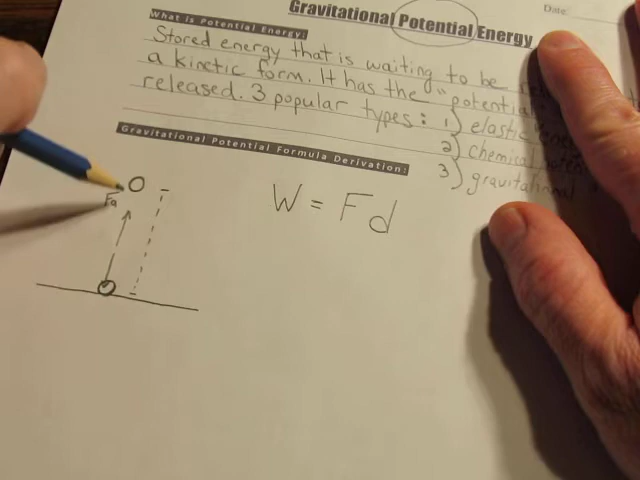 Gravitational Potential Energy
Date:
What is Potential Energy:
Stored energy that is waiting to be
a kinetic form. It has the "potential
released. 3 popular types: 1) elastic
2) chemical
3) gravitational
Gravitational Potential Formula Derivation:
Fa
W = Fd